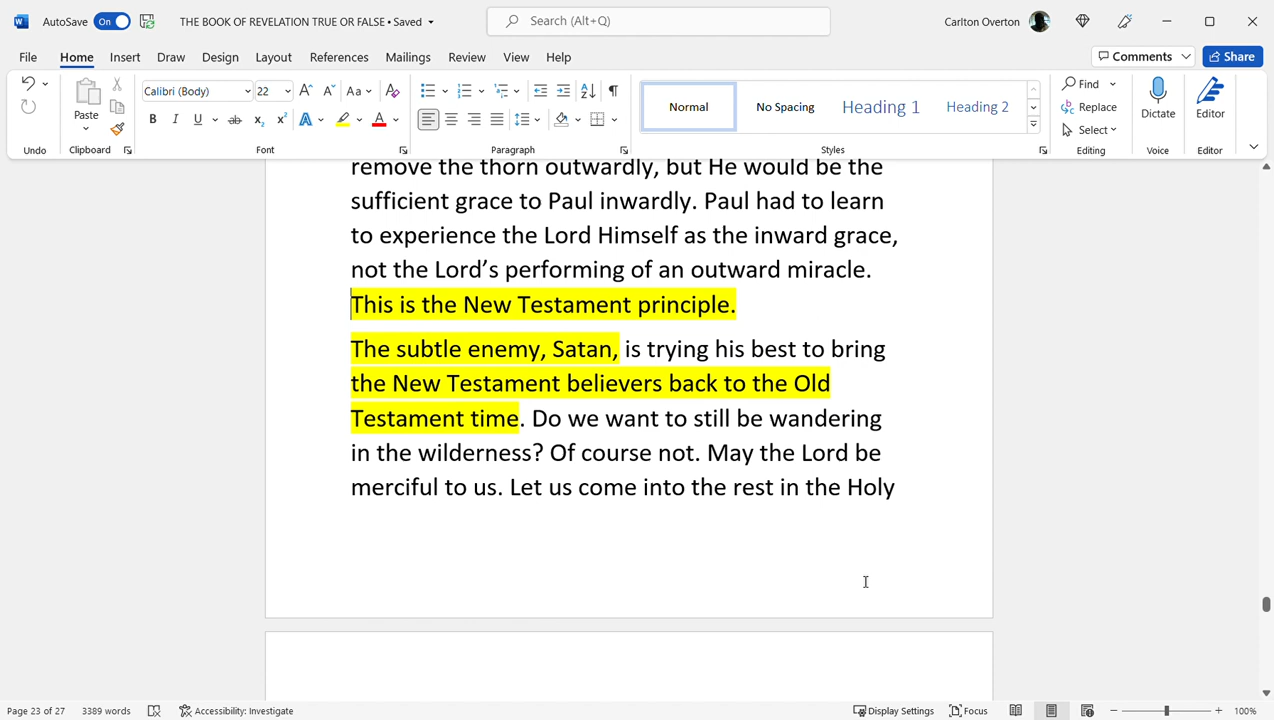 AutoSave On THE BOOK OF REVELATION TRUE OR FALSE • Saved Search (Alt+Q) Carlton Overton
File Home Insert Draw Design Layout References Mailings Review View Help Comments Share
Calibri (Body) 22 Aa A Normal No Spacing Heading 1 Heading 2 Find
Paste Replace Dictate Editor
B I U ab x₂ x² A A Select
Undo Clipboard Font Paragraph Styles Editing Voice Editor
remove the thorn outwardly, but He would be the
sufficient grace to Paul inwardly. Paul had to learn
to experience the Lord Himself as the inward grace,
not the Lord’s performing of an outward miracle.
This is the New Testament principle.
The subtle enemy, Satan, is trying his best to bring
the New Testament believers back to the Old
Testament time. Do we want to still be wandering
in the wilderness? Of course not. May the Lord be
merciful to us. Let us come into the rest in the Holy
Page 23 of 27 3389 words Accessibility: Investigate Display Settings Focus 100%